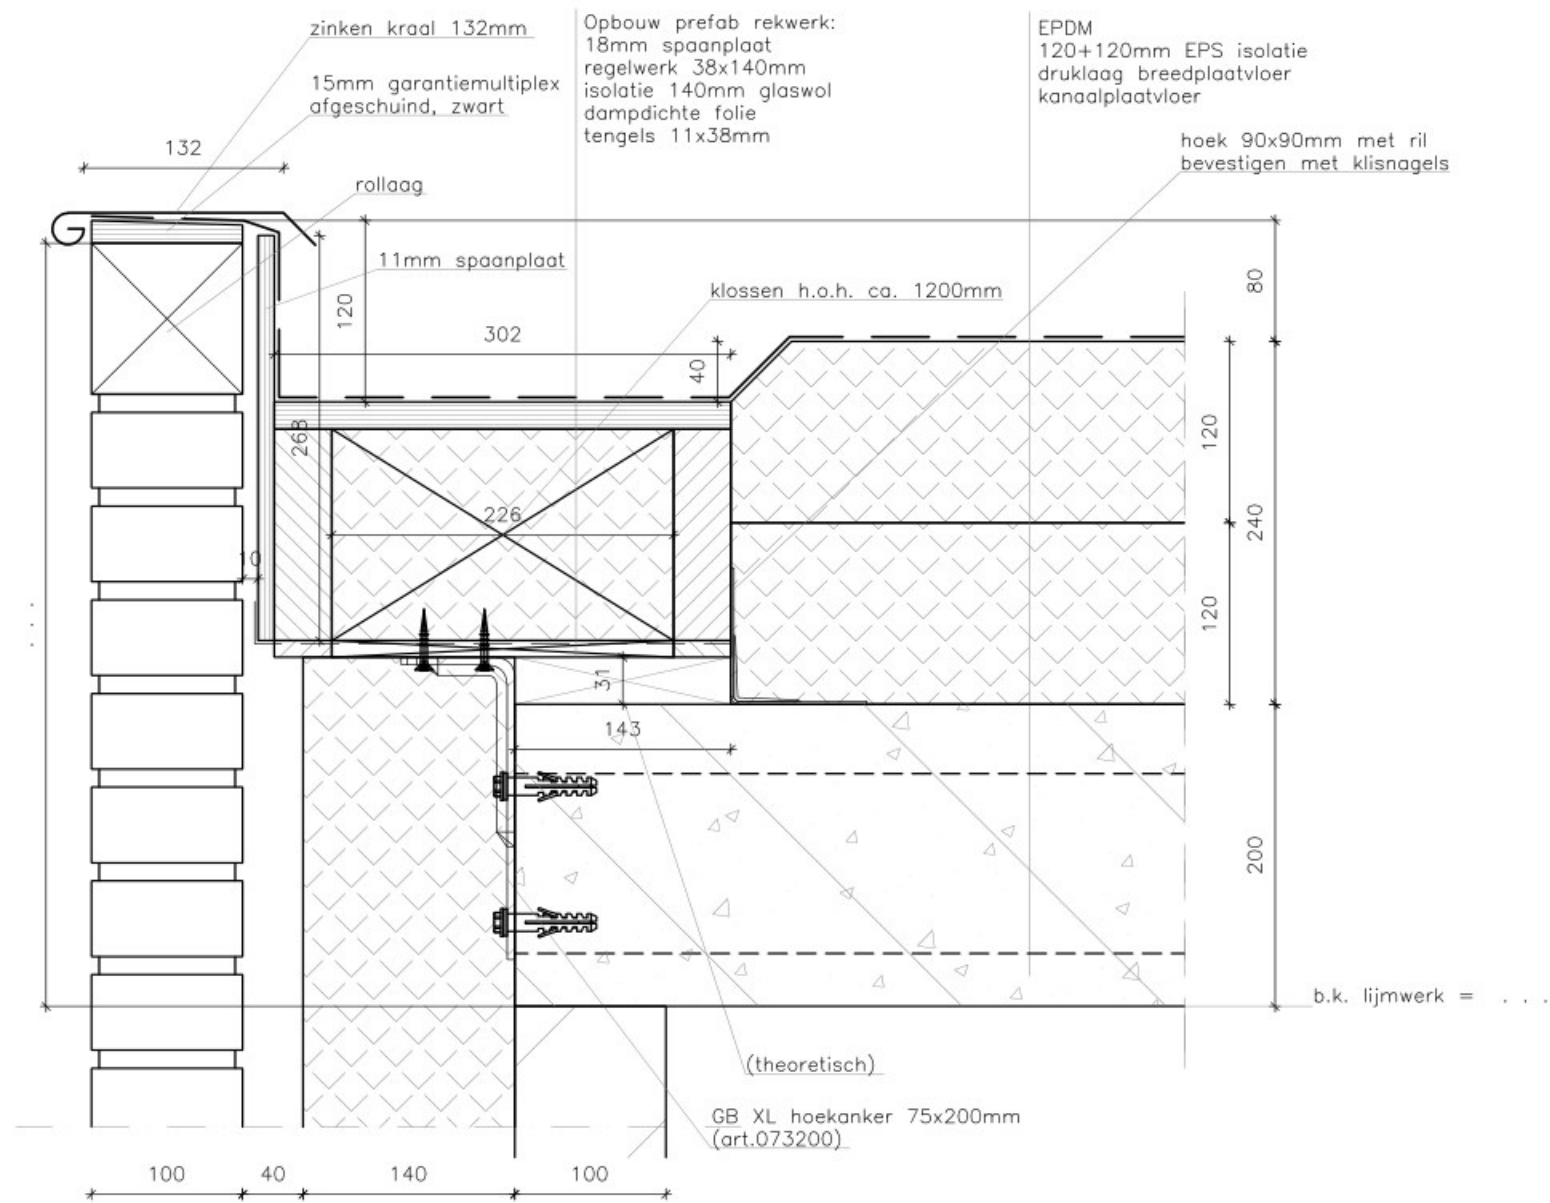 zinken kraal 132mm
15mm garantiemultiplex
afgeschuind, zwart
132
rollaag
11mm spaanplaat
Opbouw prefab rekwerk:
18mm spaanplaat
regelwerk 38x140mm
isolatie 140mm glaswol
dampdichte folie
tengels 11x38mm
EPDM
120+120mm EPS isolatie
druklaag breedplaatvloer
kanaalplaatvloer
hoek 90x90mm met ril
bevestigen met klisnagels
klossen h.o.h. ca. 1200mm
120
302
40
80
268
120
240
226
10
120
31
143
200
. . .
b.k. lijmwerk = . . .
(theoretisch)
GB XL hoekanker 75x200mm
(art.073200)
100
40
140
100